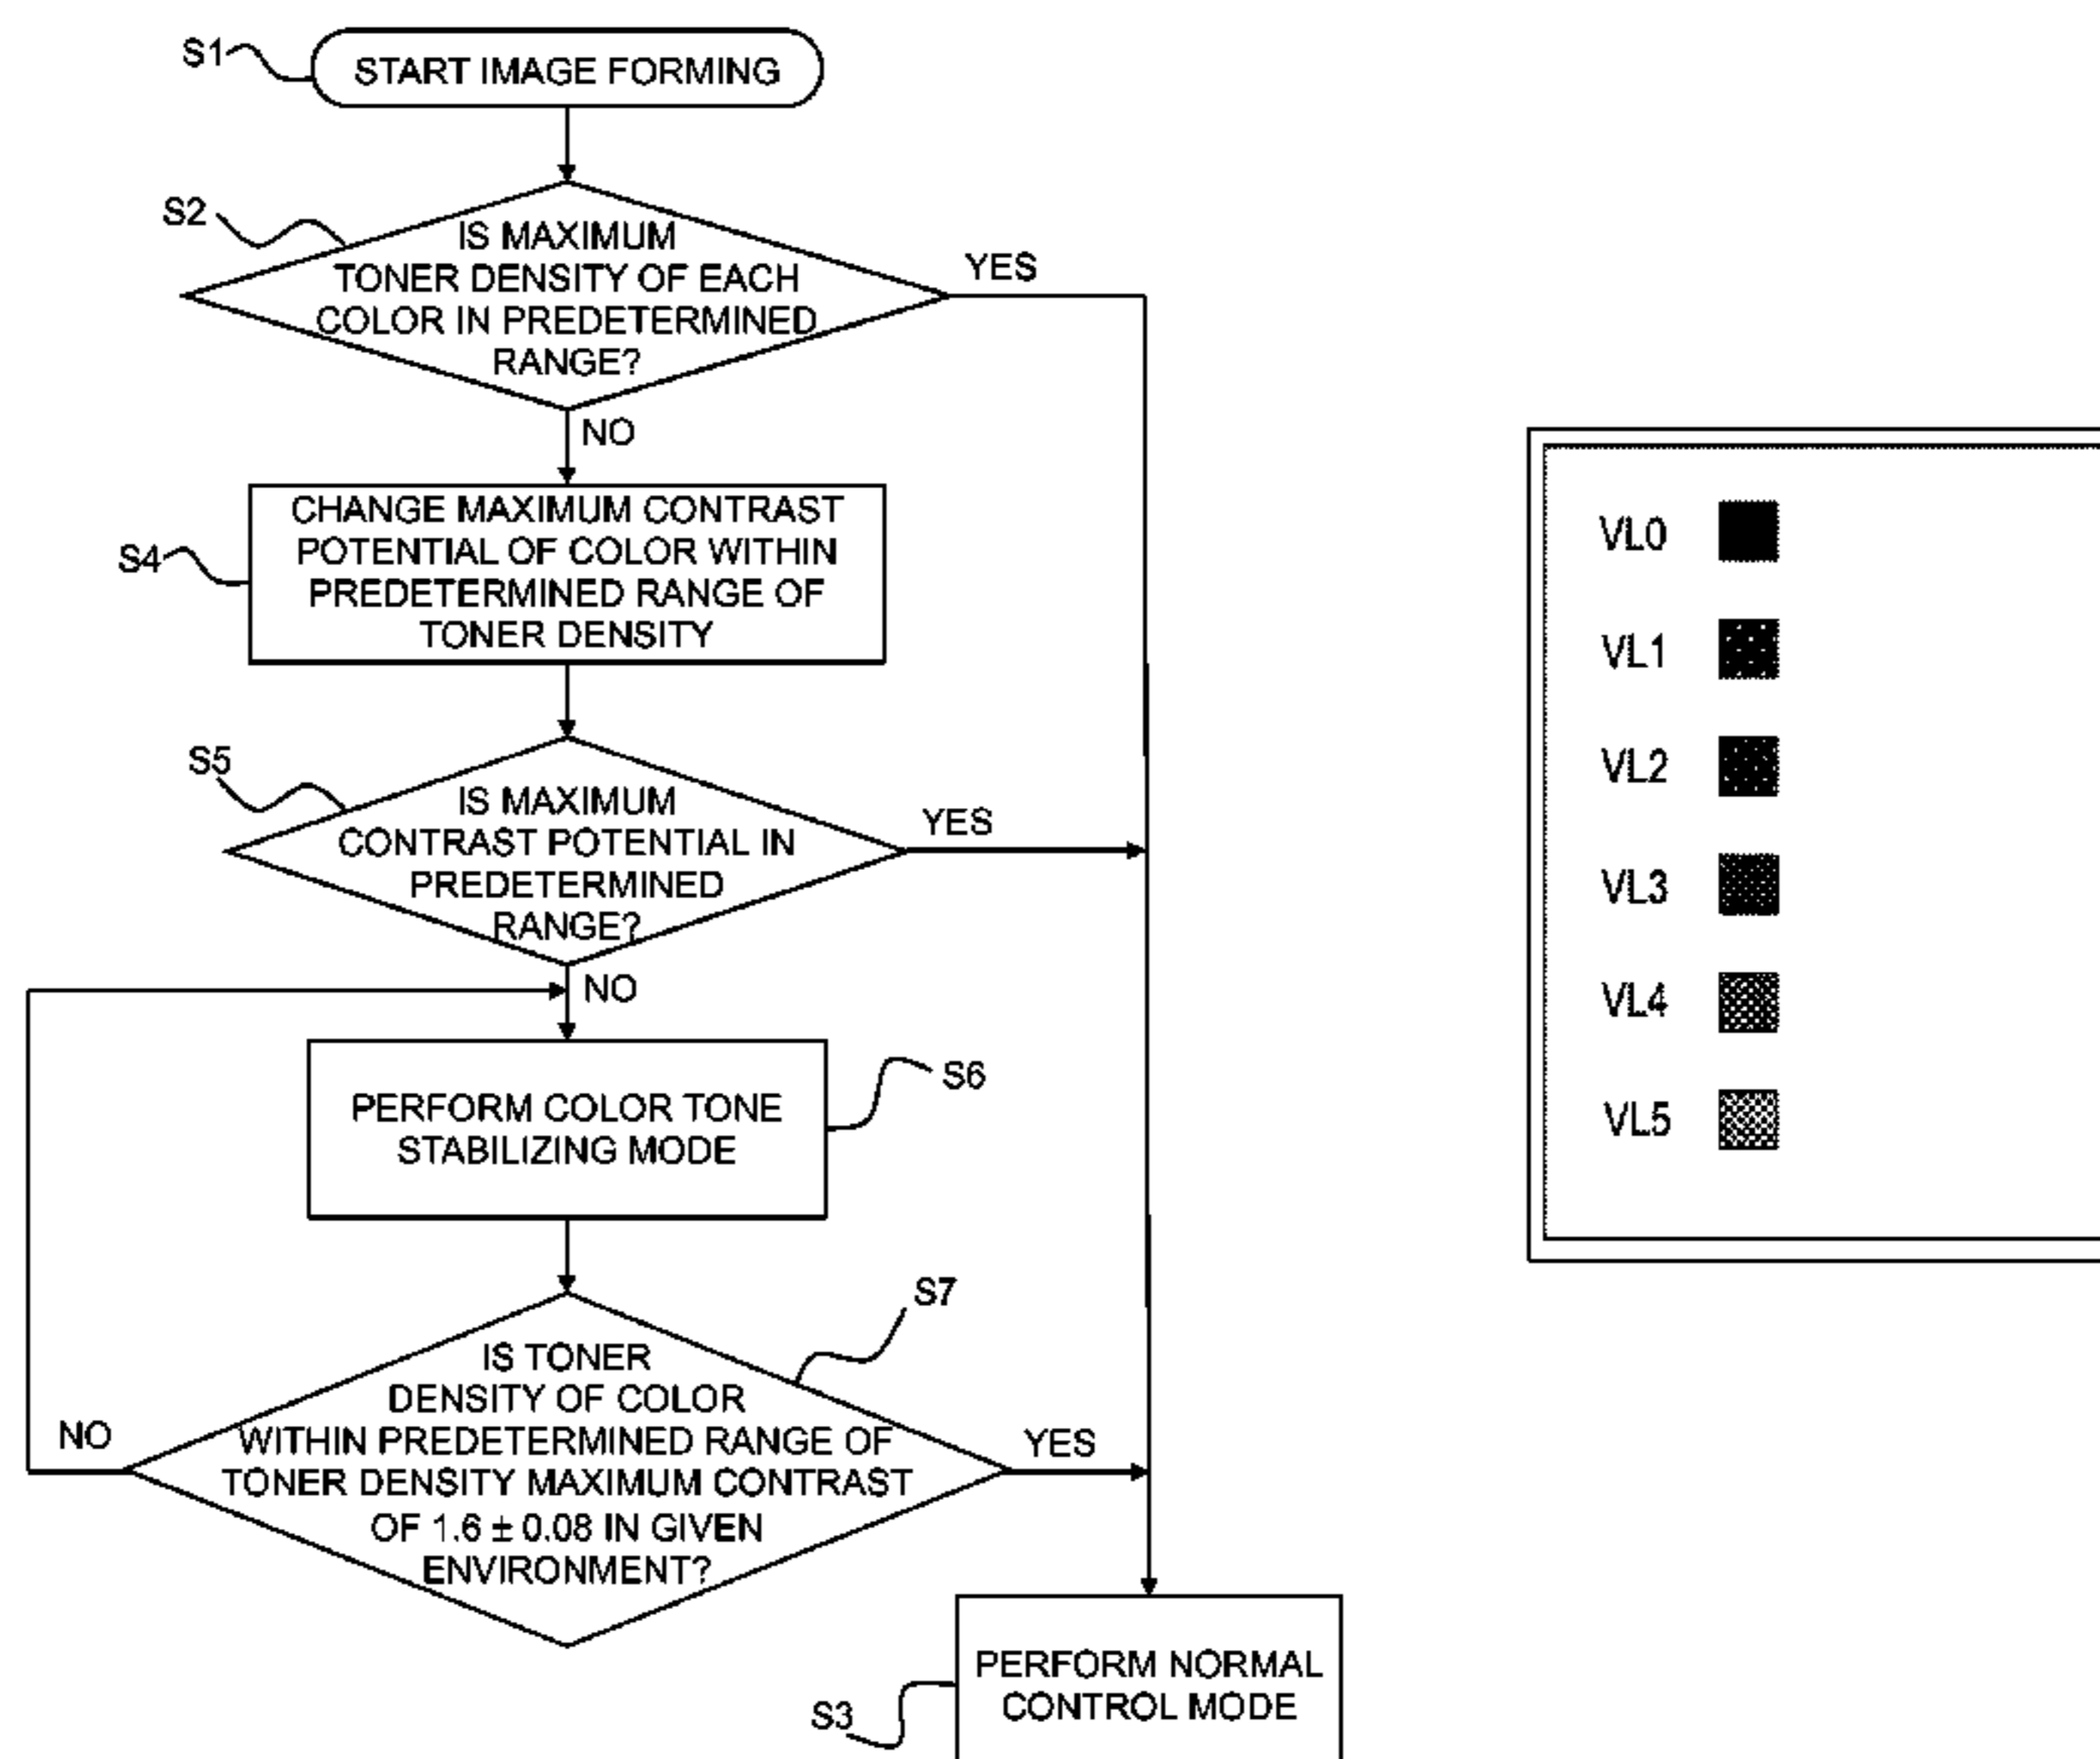 S1
START IMAGE FORMING
S2
IS MAXIMUM
TONER DENSITY OF EACH
COLOR IN PREDETERMINED
RANGE?
YES
NO
S4
CHANGE MAXIMUM CONTRAST
POTENTIAL OF COLOR WITHIN
PREDETERMINED RANGE OF
TONER DENSITY
S5
IS MAXIMUM
CONTRAST POTENTIAL IN
PREDETERMINED
RANGE?
YES
NO
PERFORM COLOR TONE
STABILIZING MODE
S6
S7
IS TONER
DENSITY OF COLOR
WITHIN PREDETERMINED RANGE OF
TONER DENSITY MAXIMUM CONTRAST
OF 1.6 ± 0.08 IN GIVEN
ENVIRONMENT?
NO
YES
PERFORM NORMAL
CONTROL MODE
S3
VL0
VL1
VL2
VL3
VL4
VL5